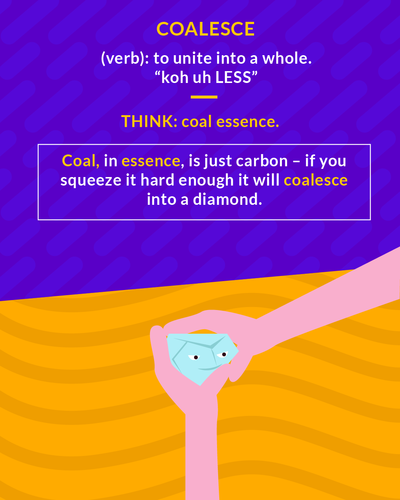 COALESCE
(verb): to unite into a whole.
“koh uh LESS”
THINK: coal essence.
Coal, in essence, is just carbon – if you
squeeze it hard enough it will coalesce
into a diamond.